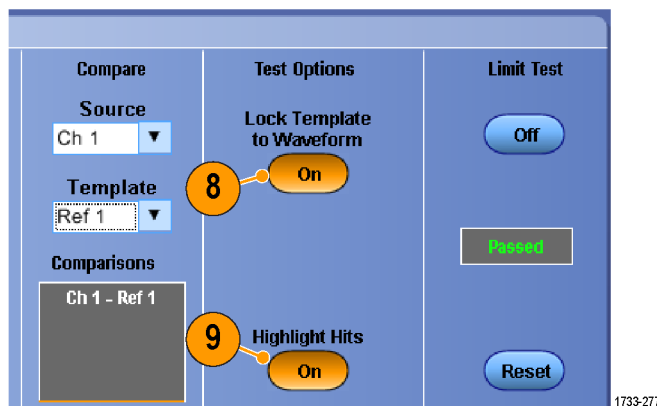 Compare
Source
Ch 1
Template
Ref 1
Comparisons
Ch 1 - Ref 1
Test Options
Lock Template
to Waveform
8
On
9
Highlight Hits
On
Limit Test
Off
Passed
Reset
1733-277